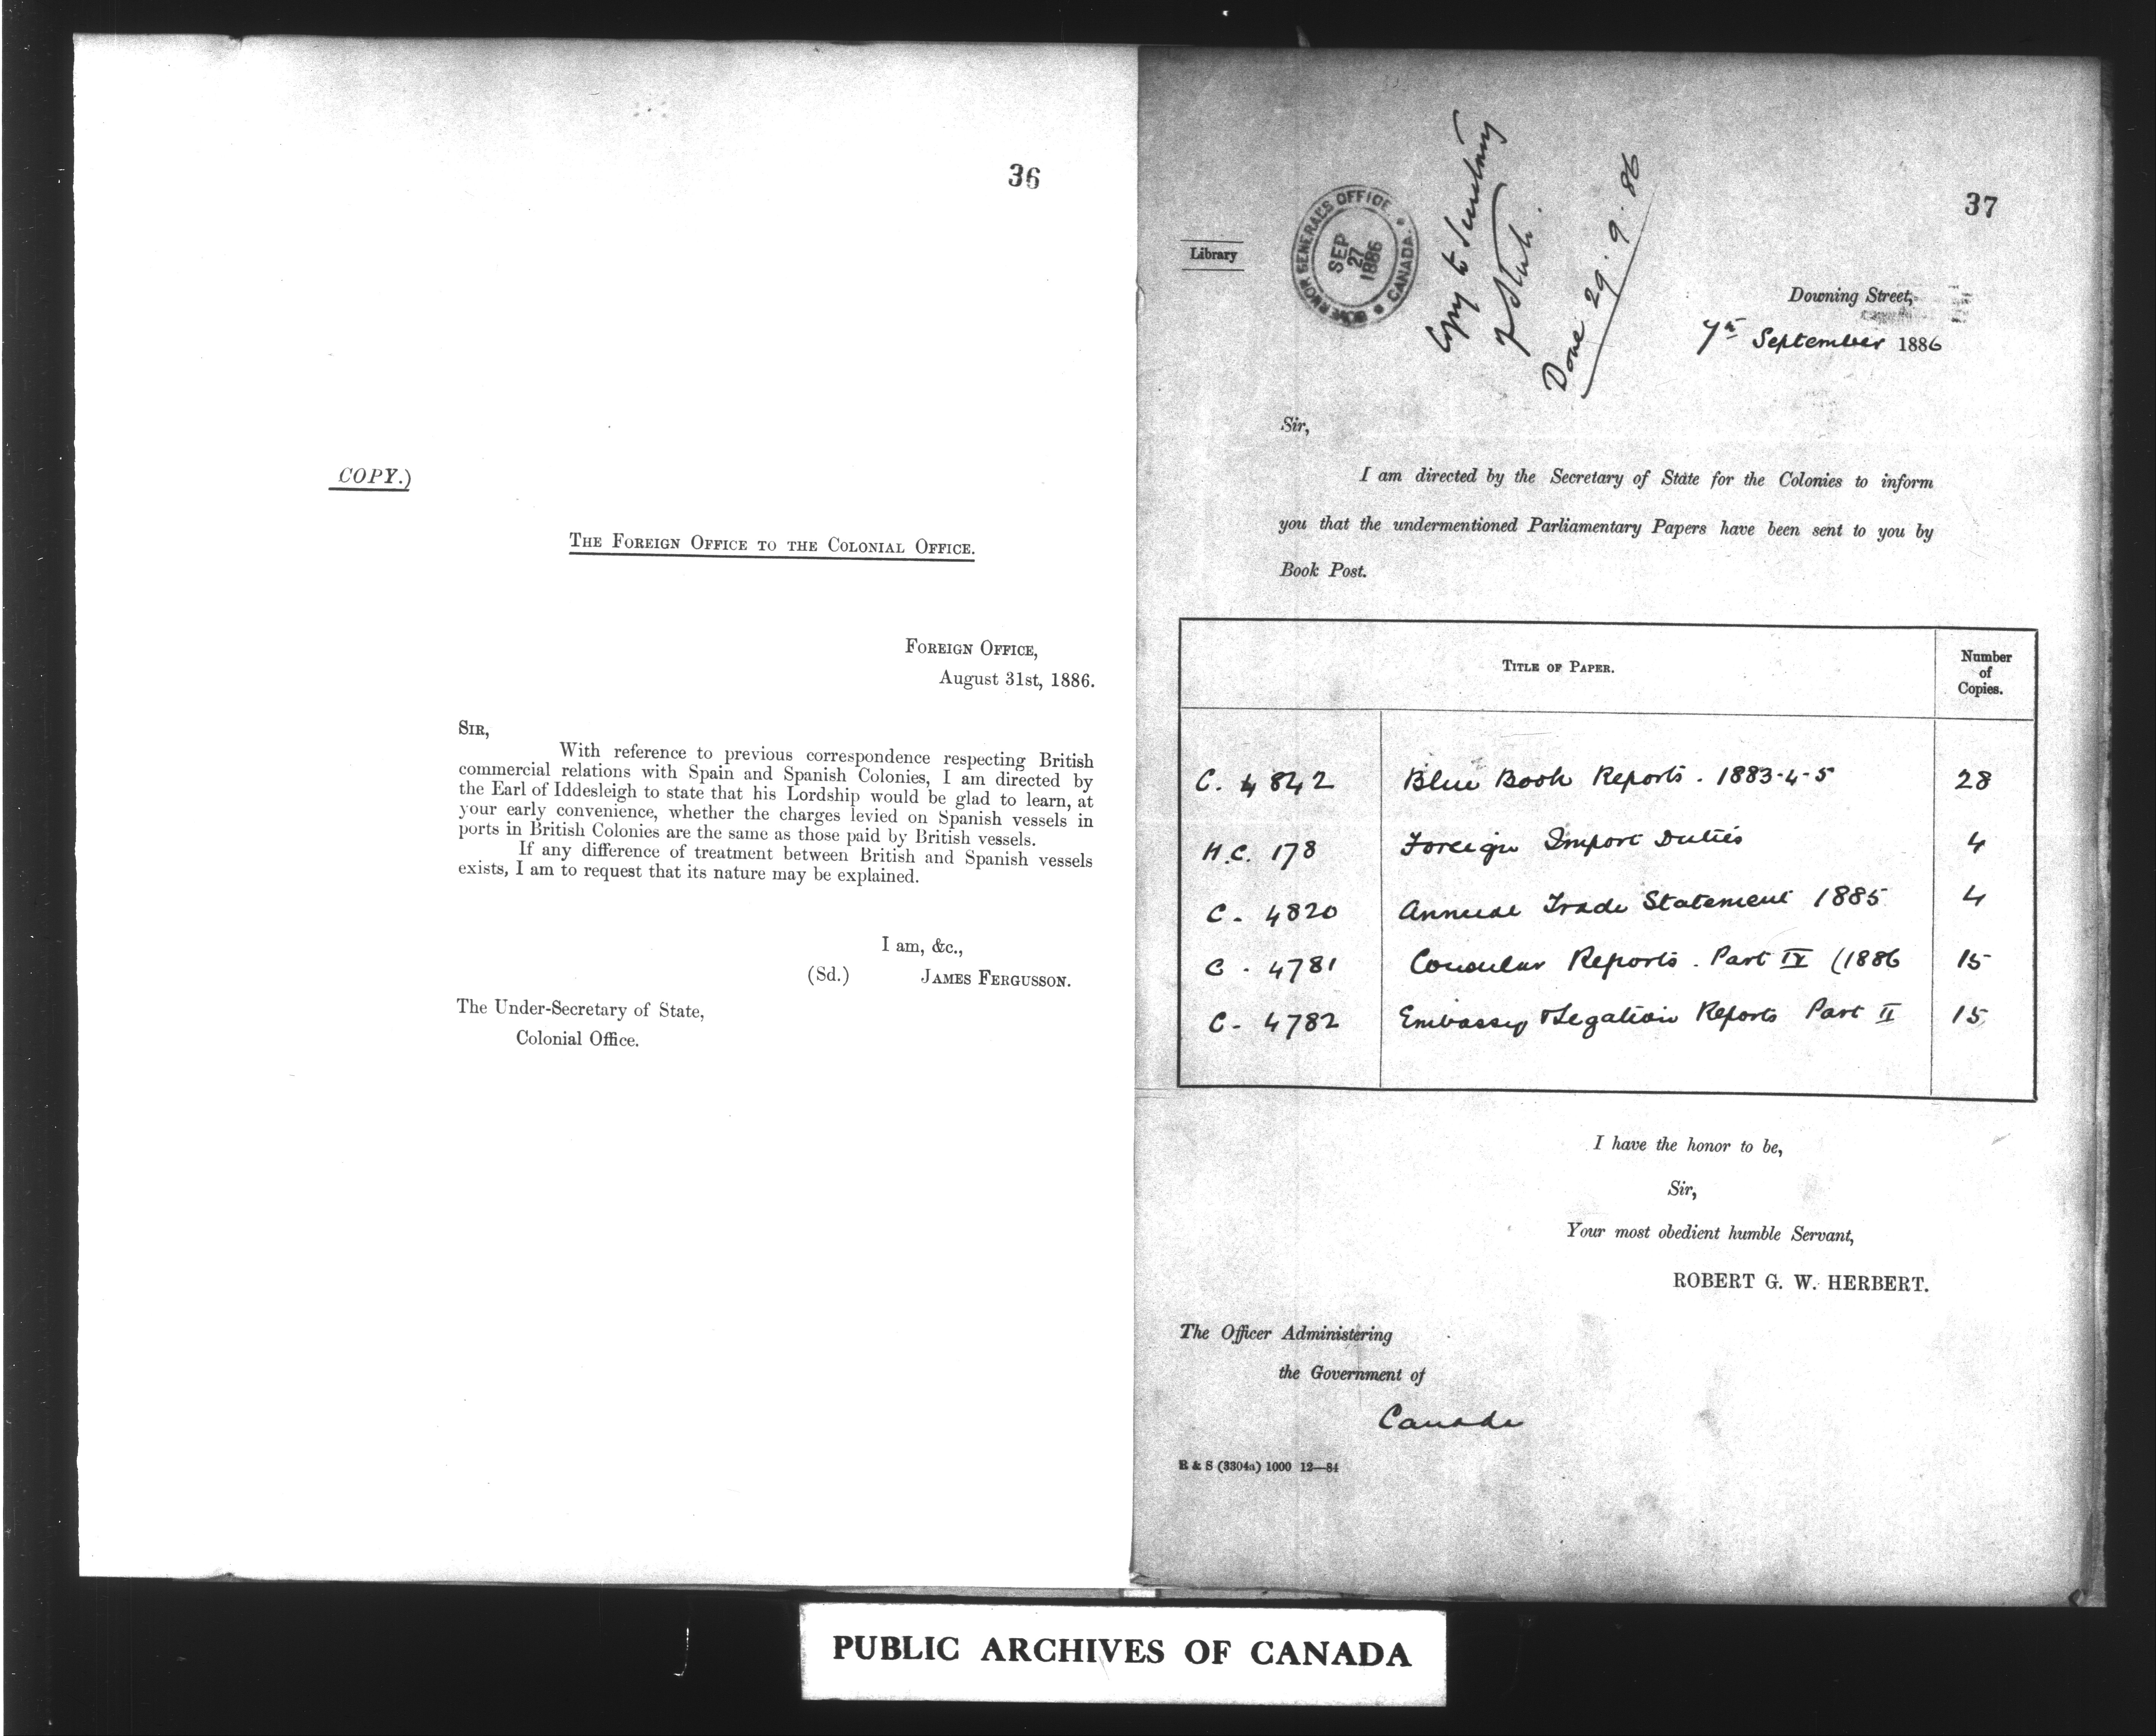 36
COPY.)
THE FOREIGN OFFICE TO THE COLONIAL OFFICE.
FOREIGN OFFICE,
August 31st, 1886.
SIR,
With reference to previous correspondence respecting British
commercial relations with Spain and Spanish Colonies, I am directed by
the Earl of Iddesleigh to state that his Lordship would be glad to learn, at
your early convenience, whether the charges levied on Spanish vessels in
ports in British Colonies are the same as those paid by British vessels.
If any difference of treatment between British and Spanish vessels
exists, I am to request that its nature may be explained.
I am, &c.,
(Sd.) JAMES FERGUSSON.
The Under-Secretary of State,
Colonial Office.
37
Library
GOVERNOR GENERAL'S OFFICE
CANADA.
SEP
27
1886
Copy to Secretary
of State.
Done 29.9.86
Downing Street,
7th September 1886
Sir,
I am directed by the Secretary of State for the Colonies to inform
you that the undermentioned Parliamentary Papers have been sent to you by
Book Post.
TITLE OF PAPER.
Number
of
Copies.
C. 4842 Blue Book Reports. 1883-4-5 28
H.C. 178 Foreign Import Duties 4
C. 4820 Annual Trade Statement 1885 4
C. 4781 Consular Reports. Part IV (1886 15
C. 4782 Embassy & Legation Reports Part II 15
I have the honor to be,
Sir,
Your most obedient humble Servant,
ROBERT G. W. HERBERT.
The Officer Administering
the Government of
Canada
R & S (3304a) 1000 12—84
PUBLIC ARCHIVES OF CANADA